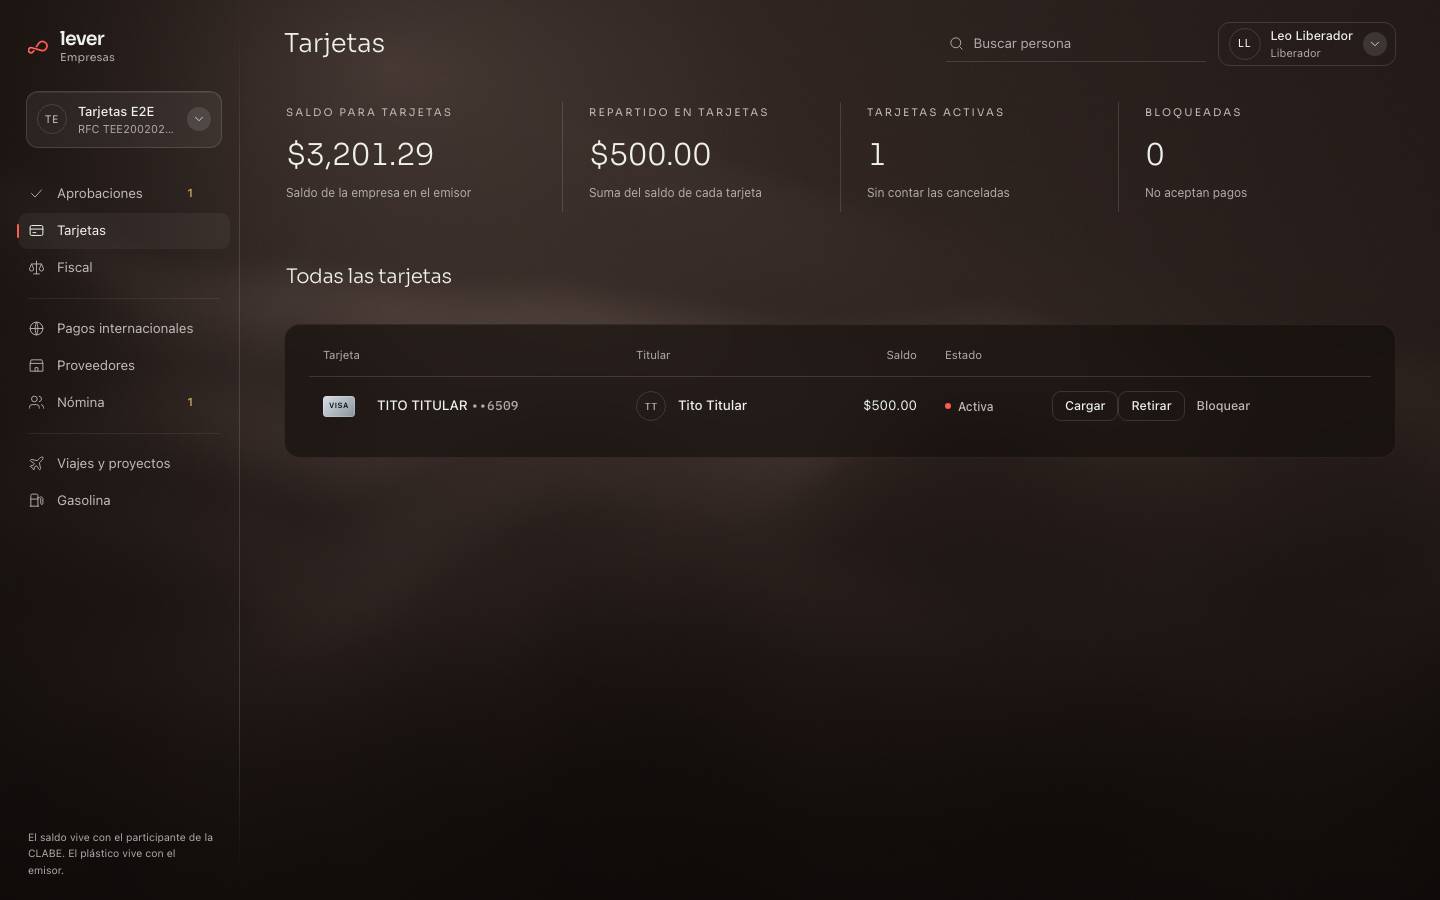 lever
Empresas
Tarjetas
Buscar persona
LL
Leo Liberador
Liberador
TE
Tarjetas E2E
RFC TEE200202...
Aprobaciones 1
Tarjetas
Fiscal
Pagos internacionales
Proveedores
Nómina 1
Viajes y proyectos
Gasolina
El saldo vive con el participante de la
CLABE. El plástico vive con el
emisor.
SALDO PARA TARJETAS
$3,201.29
Saldo de la empresa en el emisor
REPARTIDO EN TARJETAS
$500.00
Suma del saldo de cada tarjeta
TARJETAS ACTIVAS
1
Sin contar las canceladas
BLOQUEADAS
0
No aceptan pagos
Todas las tarjetas
Tarjeta Titular Saldo Estado
VISA TITO TITULAR ••6509 TT Tito Titular $500.00 Activa Cargar Retirar Bloquear